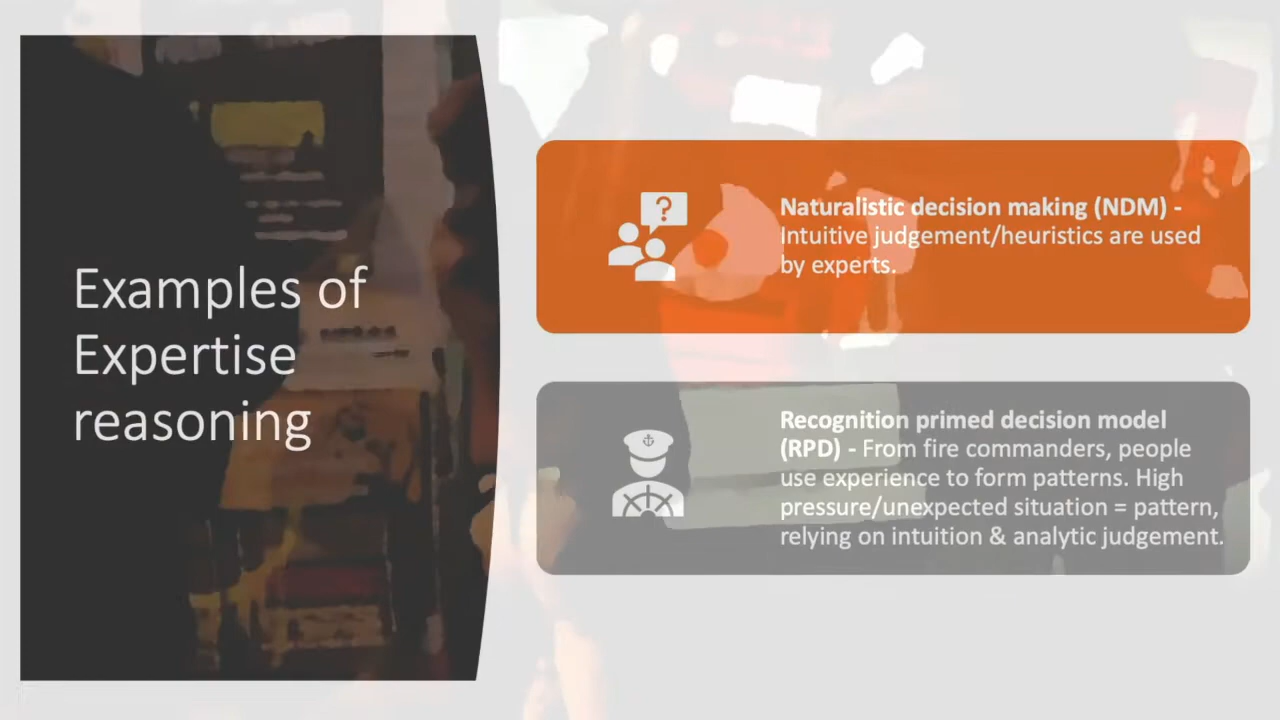 Examples of
Expertise
reasoning
?
Naturalistic decision making (NDM) -
Intuitive judgement/heuristics are used
by experts.
Recognition primed decision model
(RPD) - From fire commanders, people
use experience to form patterns. High
pressure/unexpected situation = pattern,
relying on intuition & analytic judgement.